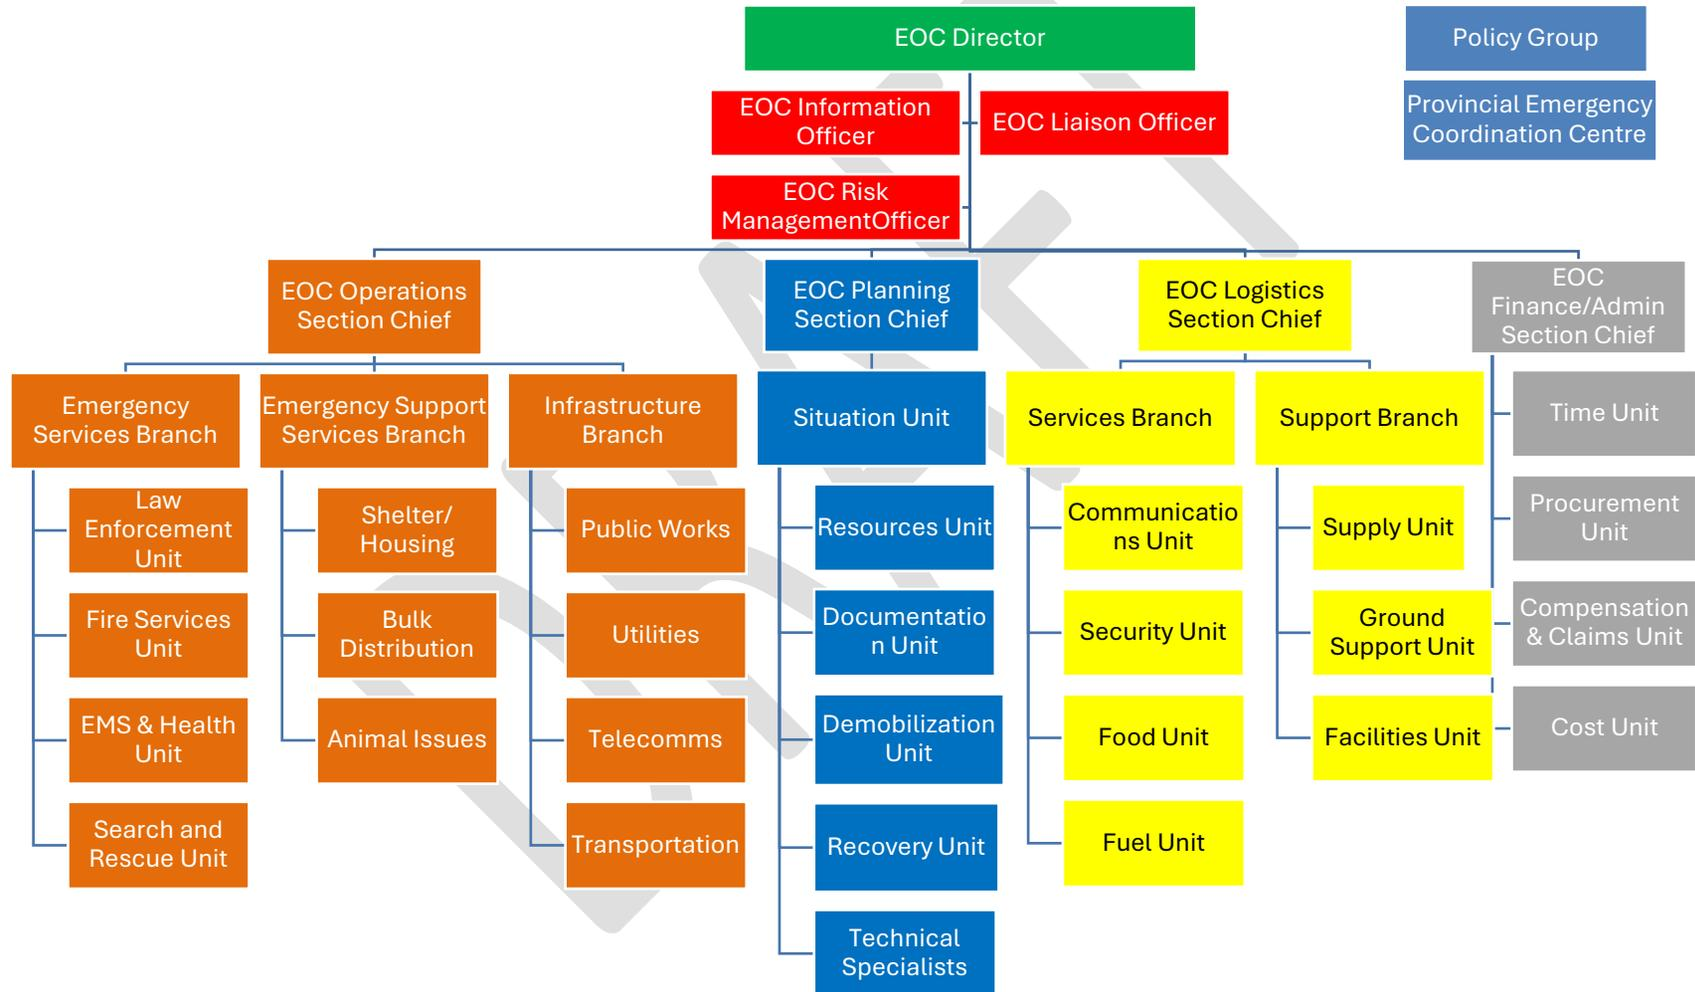 EOC Director
Policy Group
Provincial Emergency
Coordination Centre
EOC Information
Officer
EOC Liaison Officer
EOC Risk
ManagementOfficer
EOC Operations
Section Chief
EOC Planning
Section Chief
EOC Logistics
Section Chief
EOC
Finance/Admin
Section Chief
Emergency
Services Branch
Emergency Support
Services Branch
Infrastructure
Branch
Situation Unit
Services Branch
Support Branch
Time Unit
Law
Enforcement
Unit
Shelter/
Housing
Public Works
Resources Unit
Communicatio
ns Unit
Supply Unit
Procurement
Unit
Fire Services
Unit
Bulk
Distribution
Utilities
Documentatio
n Unit
Security Unit
Ground
Support Unit
Compensation
& Claims Unit
EMS & Health
Unit
Animal Issues
Telecomms
Demobilization
Unit
Food Unit
Facilities Unit
Cost Unit
Search and
Rescue Unit
Transportation
Recovery Unit
Fuel Unit
Technical
Specialists
DRAFT